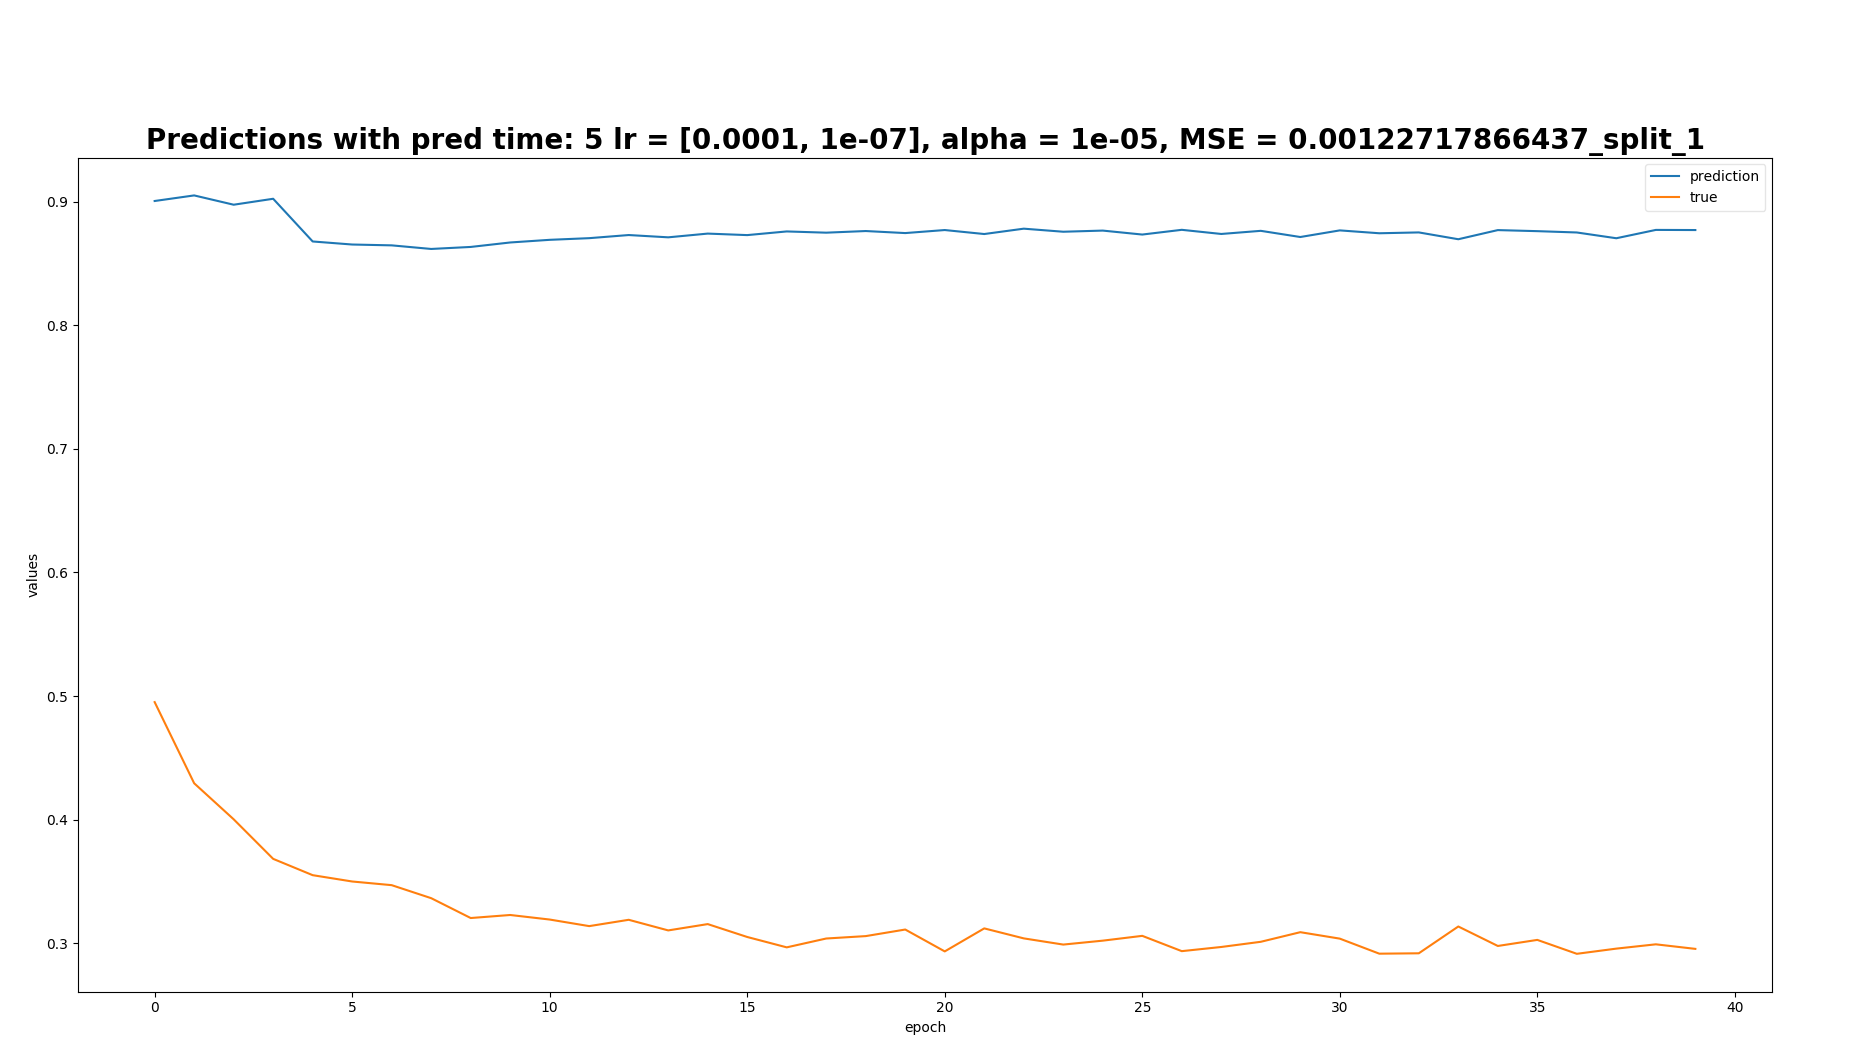 Predictions with pred time: 5 lr = [0.0001, 1e-07], alpha = 1e-05, MSE = 0.00122717866437_split_1
prediction
true
0.9
0.8
0.7
0.6
0.5
0.4
0.3
values
0 5 10 15 20 25 30 35 40
epoch